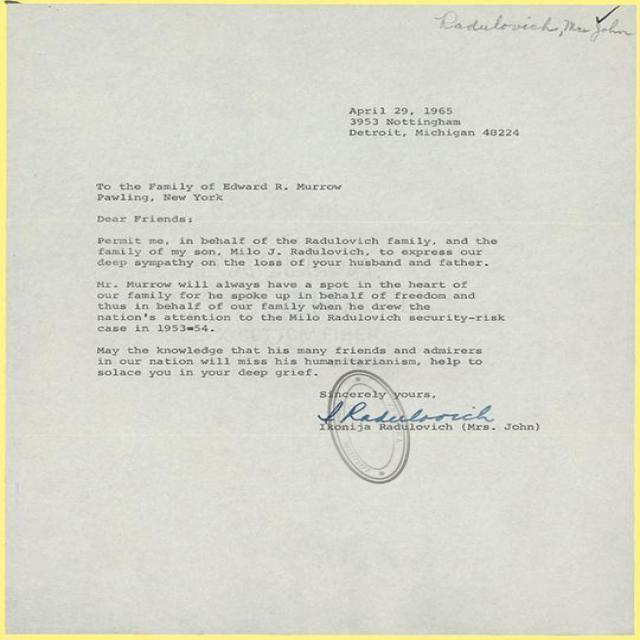 Radulovich, Mrs John
April 29, 1965
3953 Nottingham
Detroit, Michigan 48224
To the Family of Edward R. Murrow
Pawling, New York
Dear Friends:
Permit me, in behalf of the Radulovich family, and the
family of my son, Milo J. Radulovich, to express our
deep sympathy on the loss of your husband and father.
Mr. Murrow will always have a spot in the heart of
our family for he spoke up in behalf of freedom and
thus in behalf of our family when he drew the
nation's attention to the Milo Radulovich security-risk
case in 1953=54.
May the knowledge that his many friends and admirers
in our nation will miss his humanitarianism, help to
solace you in your deep grief.
Sincerely yours,
I Radulovich
Ikonija Radulovich (Mrs. John)